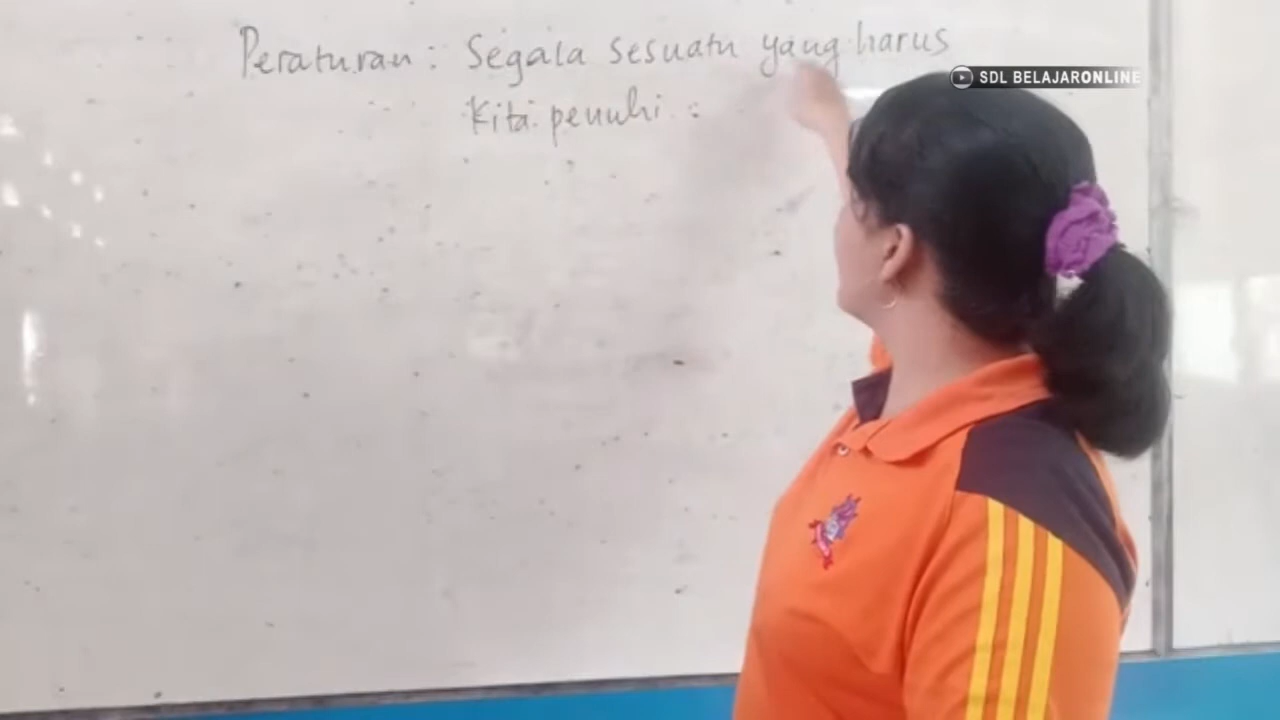 Peraturan : Segala sesuatu yang harus
Kita penuhi :
SDL BELAJARONLINE